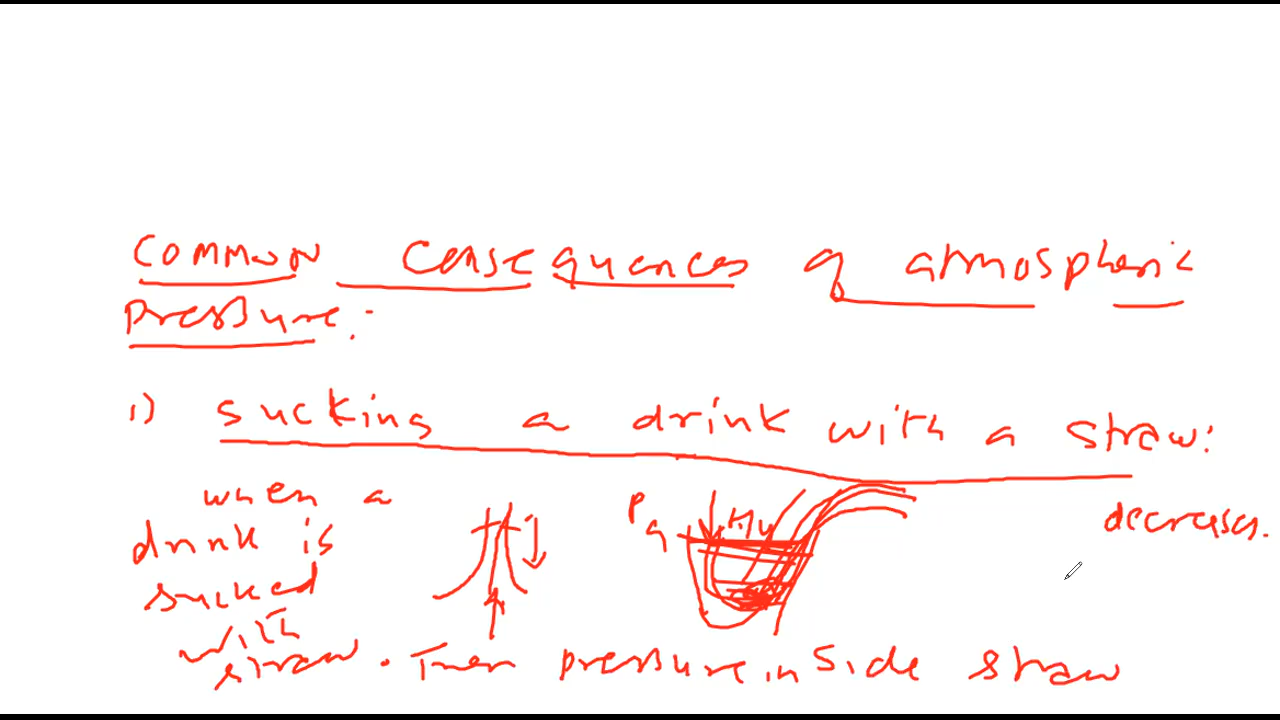 COMMON consequences of atmospheric
pressure:
1) sucking a drink with a straw:
when a
drink is
sucked
with
straw. Then pressure inside straw
decreases.
Pa